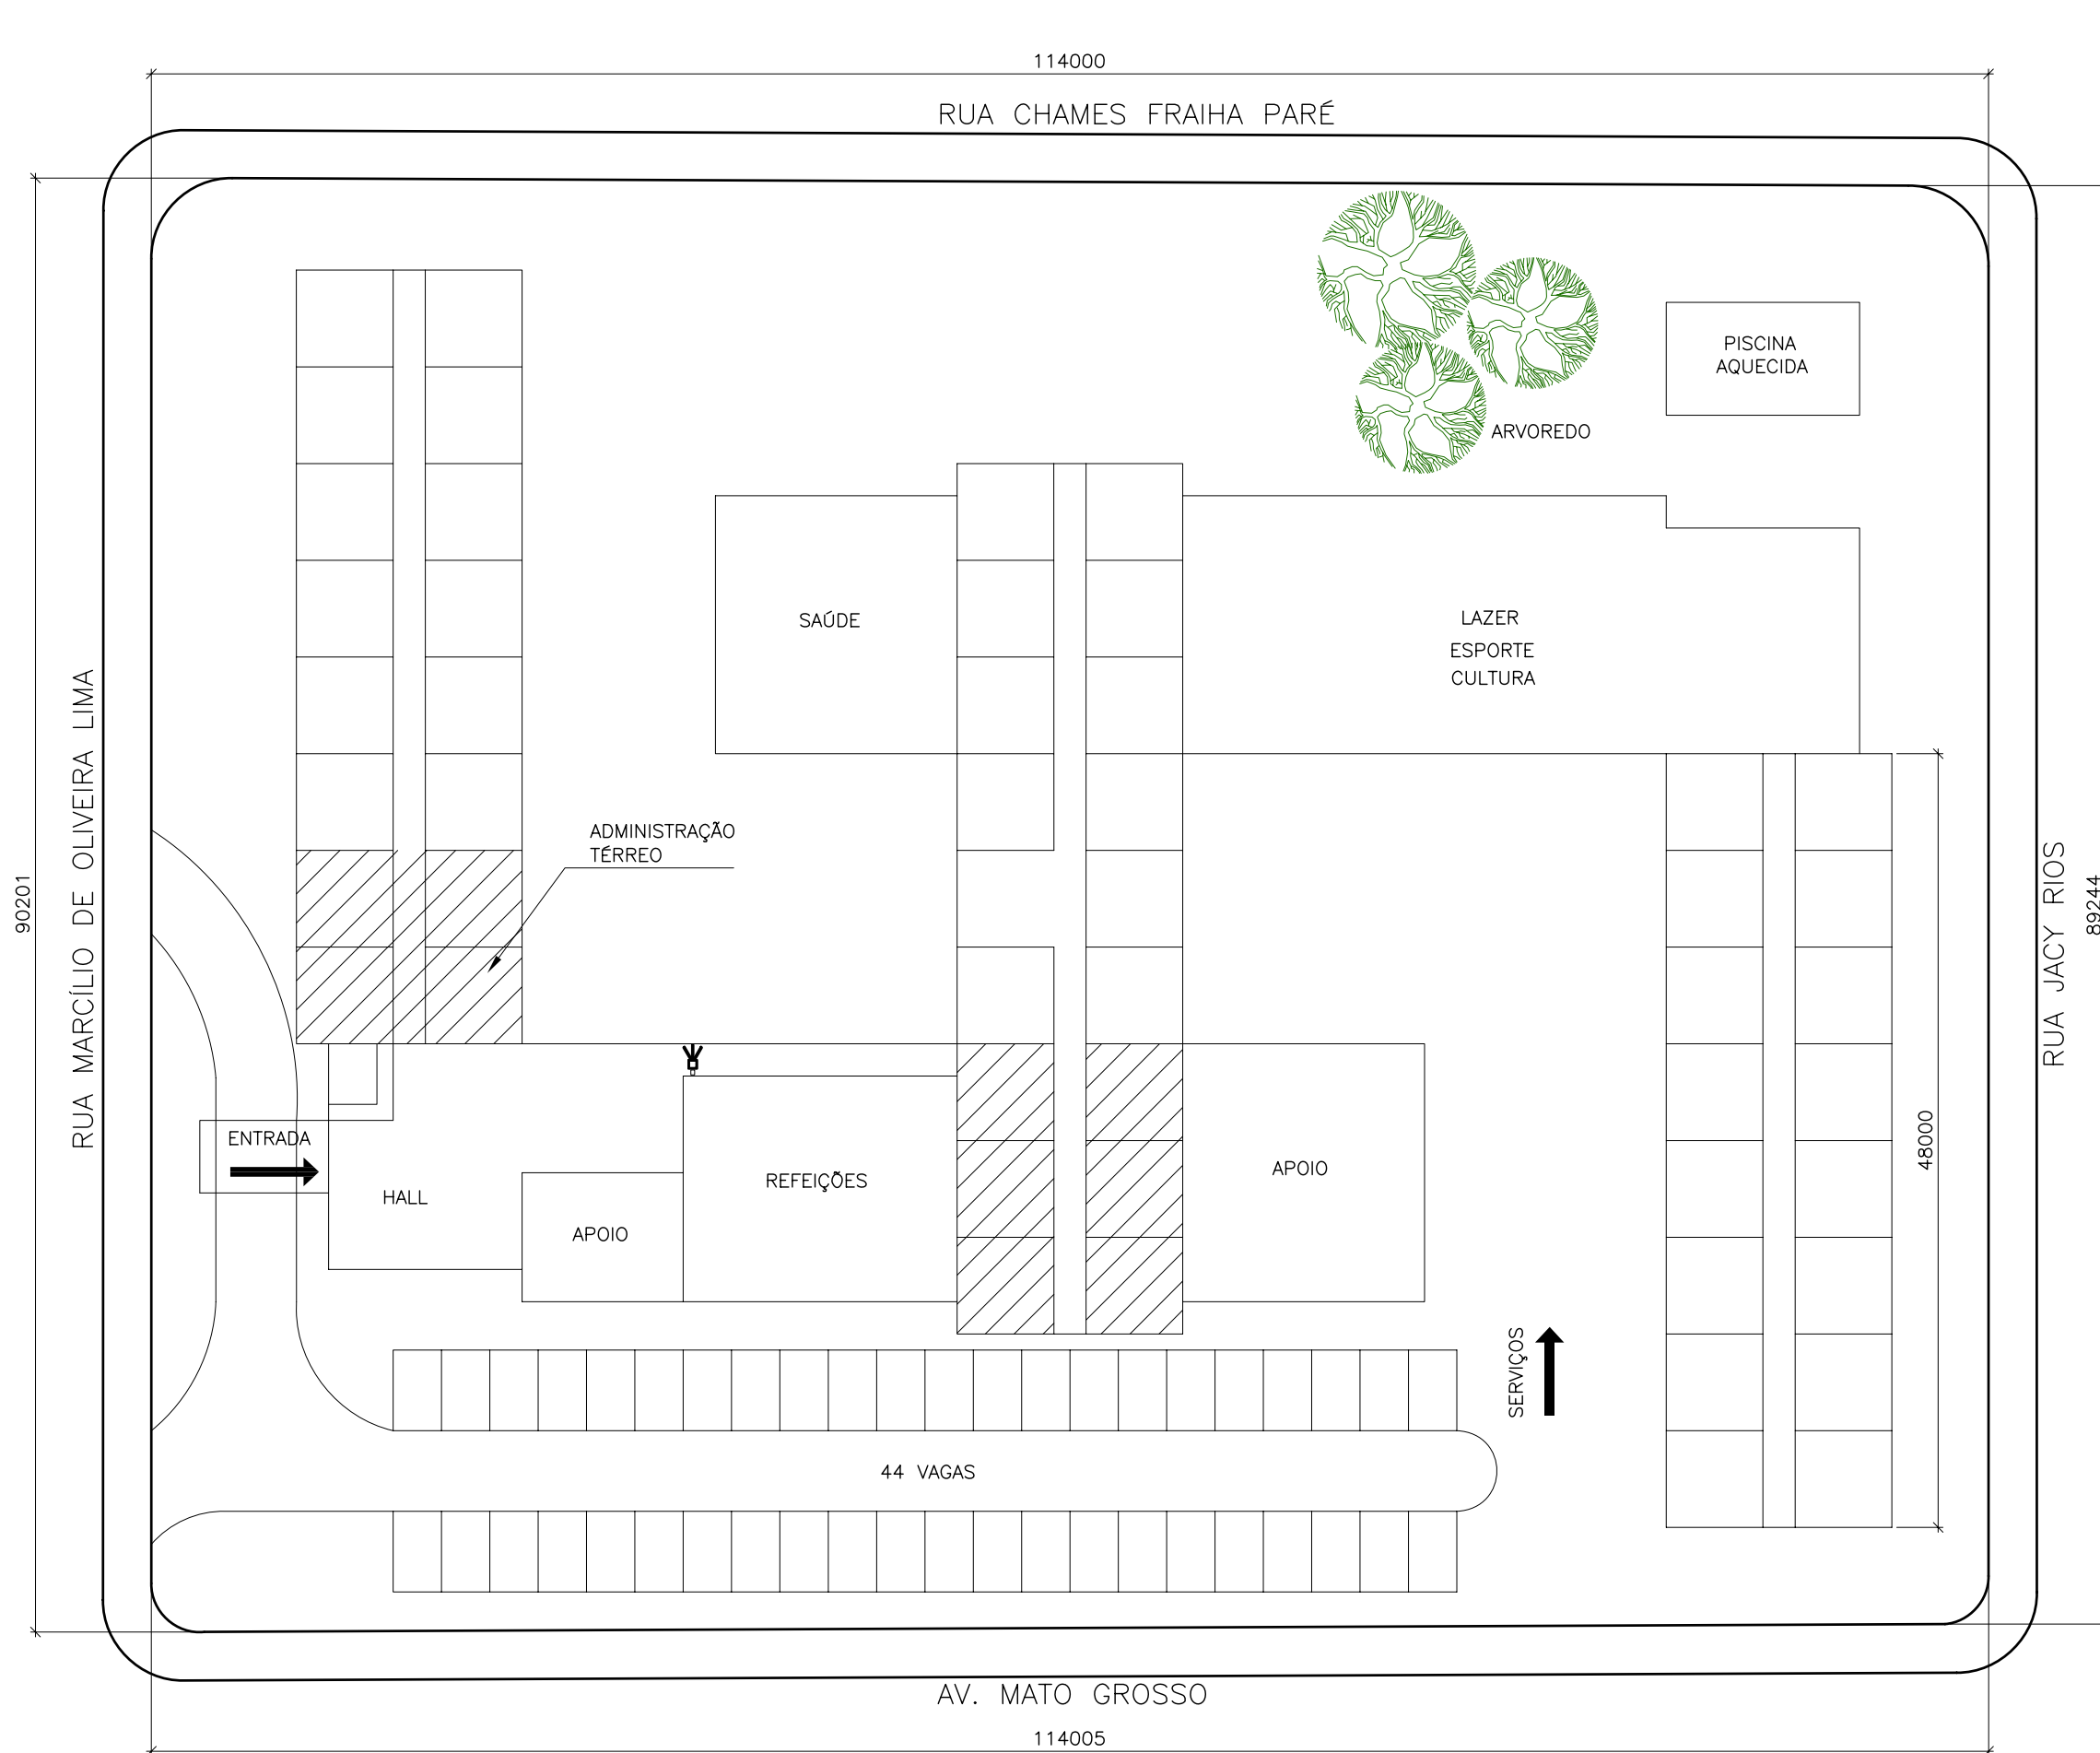 114000
RUA CHAMES FRAIHA PARÉ
PISCINA
AQUECIDA
ARVOREDO
SAÚDE
LAZER
ESPORTE
CULTURA
ADMINISTRAÇÃO
TÉRREO
90201
RUA MARCÍLIO DE OLIVEIRA LIMA
RUA JACY RIOS
89244
48000
ENTRADA
HALL
APOIO
REFEIÇÕES
APOIO
SERVIÇOS
44 VAGAS
AV. MATO GROSSO
114005